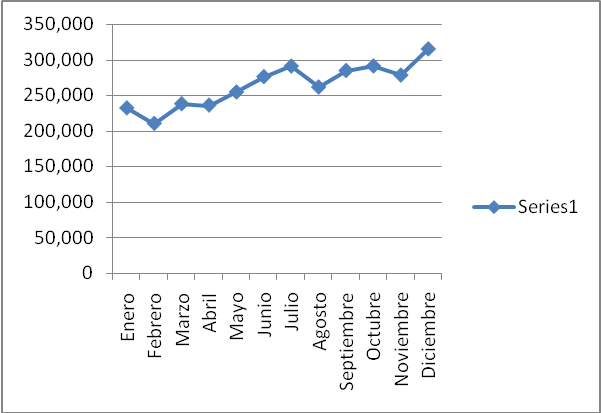 350,000
300,000
250,000
200,000
150,000
100,000
50,000
0
Series1
Enero
Febrero
Marzo
Abril
Mayo
Junio
Julio
Agosto
Septiembre
Octubre
Noviembre
Diciembre